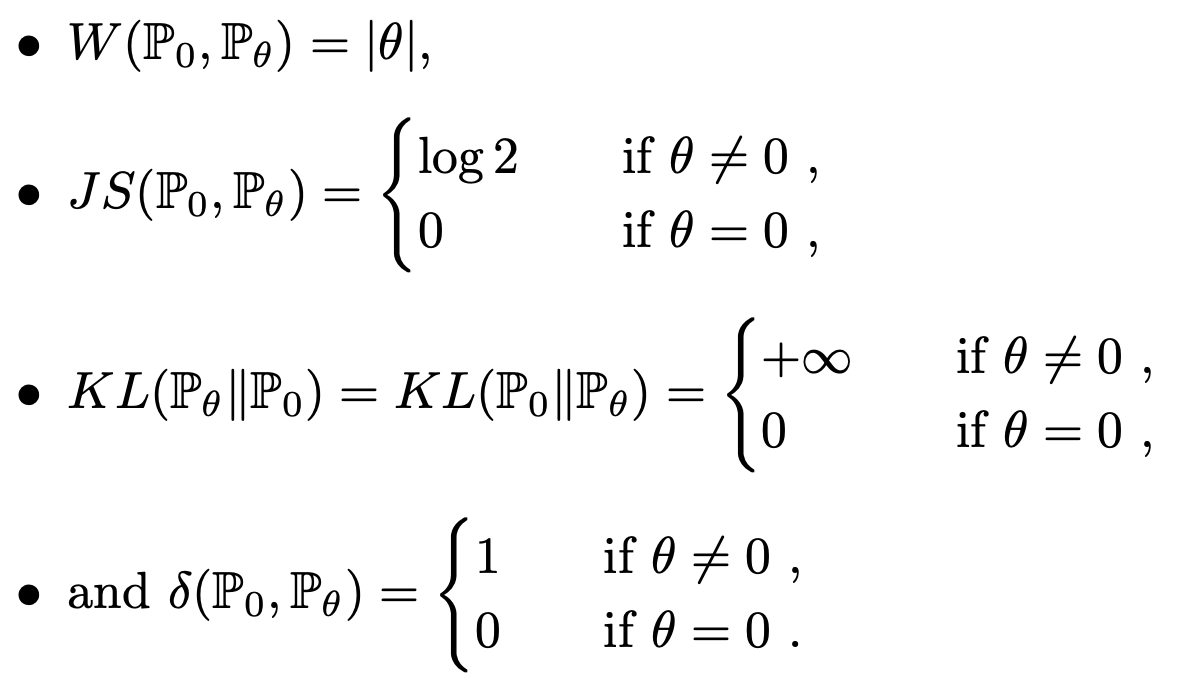 • W(ℙ₀, ℙ_θ) = |θ|,
• JS(ℙ₀, ℙ_θ) = { log 2 if θ ≠ 0 ,
0 if θ = 0 ,
• KL(ℙ_θ‖ℙ₀) = KL(ℙ₀‖ℙ_θ) = { +∞ if θ ≠ 0 ,
0 if θ = 0 ,
• and δ(ℙ₀, ℙ_θ) = { 1 if θ ≠ 0 ,
0 if θ = 0 .